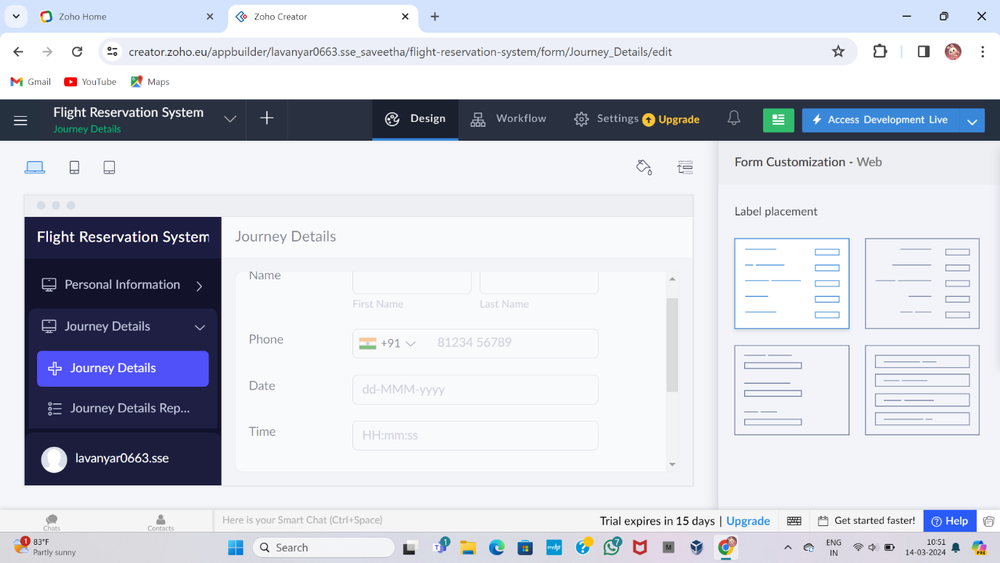 Zoho Home
Zoho Creator
creator.zoho.eu/appbuilder/lavanyar0663.sse_saveetha/flight-reservation-system/form/Journey_Details/edit
Gmail
YouTube
Maps
Flight Reservation System
Journey Details
Design
Workflow
Settings
Upgrade
Access Development Live
Form Customization - Web
Label placement
Flight Reservation System
Personal Information
Journey Details
Journey Details
Journey Details Rep...
lavanyar0663.sse
Journey Details
Name
First Name
Last Name
Phone
+91
81234 56789
Date
dd-MMM-yyyy
Time
HH:mm:ss
Chats
Contacts
Here is your Smart Chat (Ctrl+Space)
Trial expires in 15 days | Upgrade
Get started faster!
Help
1
83°F
Partly sunny
Search
1
myhp
7
M
ENG
IN
10:51
14-03-2024
PRE